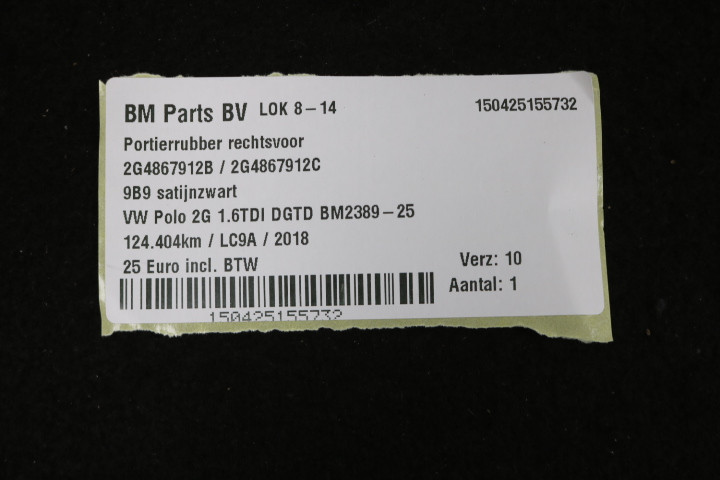 BM Parts BV LOK 8-14 150425155732
Portierrubber rechtsvoor
2G4867912B / 2G4867912C
9B9 satijnzwart
VW Polo 2G 1.6TDI DGTD BM2389-25
124.404km / LC9A / 2018
25 Euro incl. BTW Verz: 10
Aantal: 1
150425155732